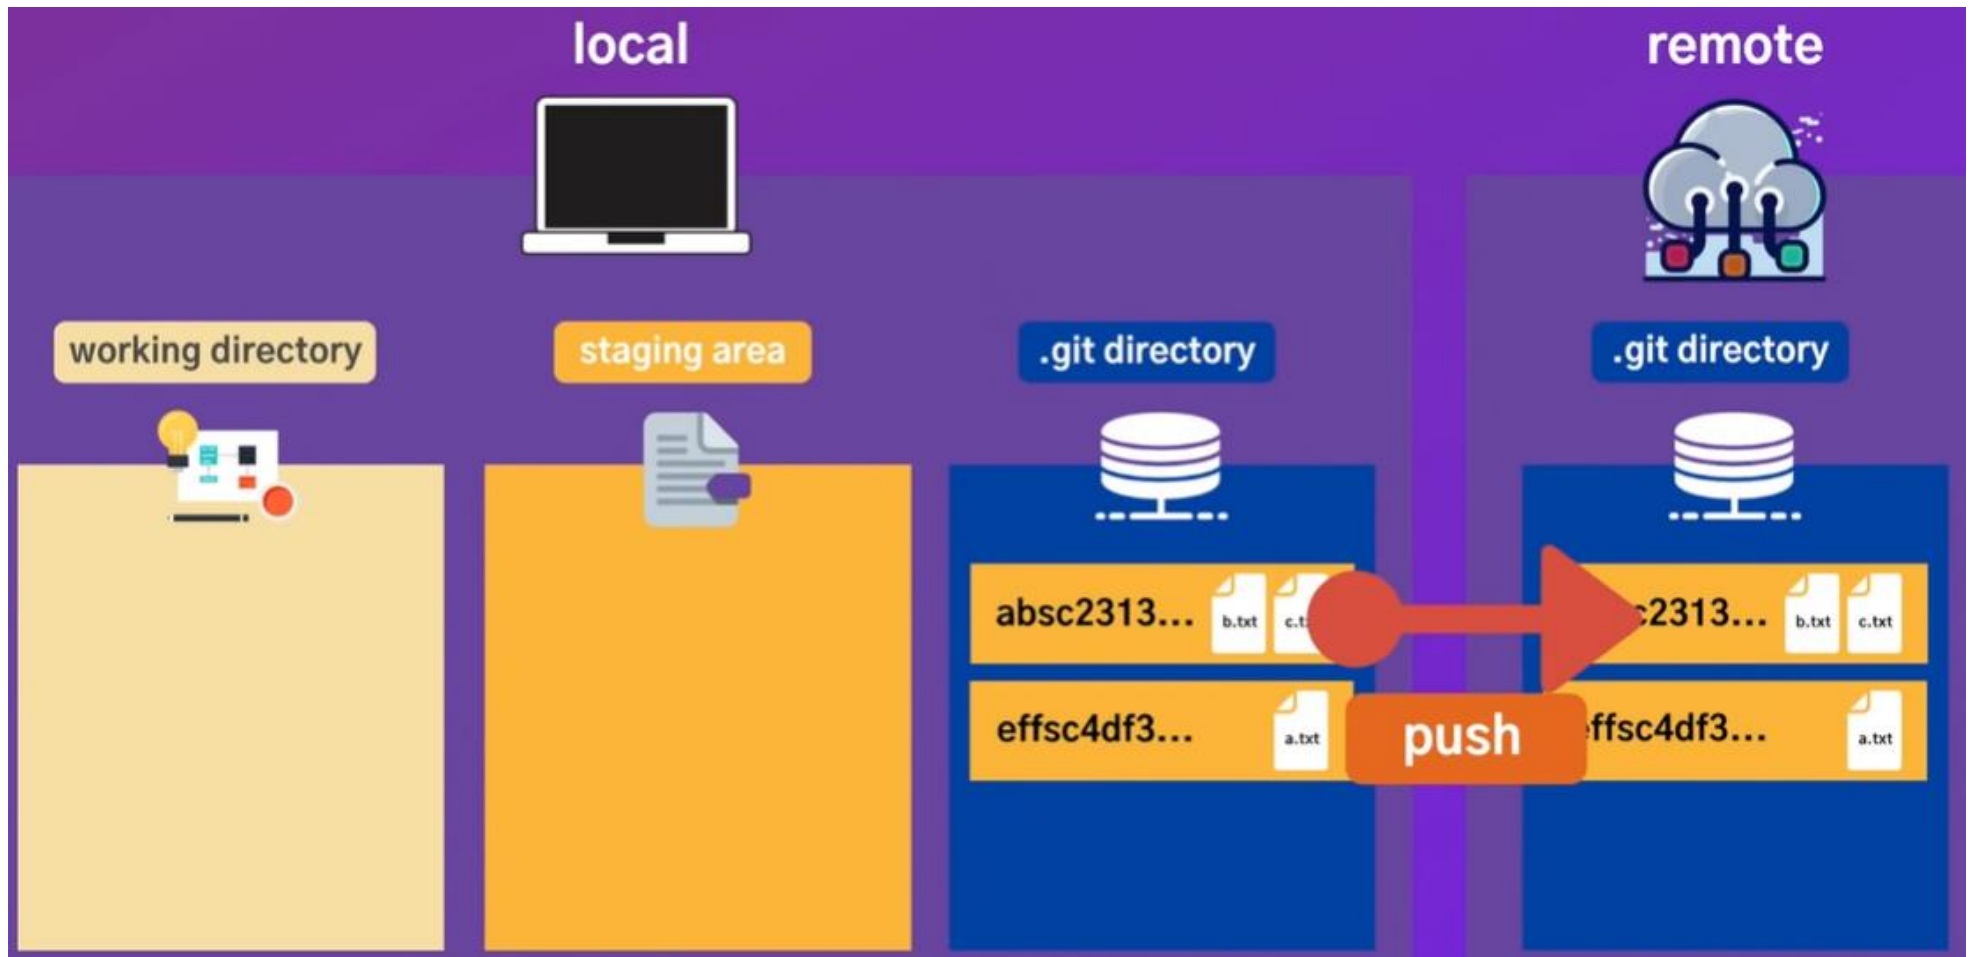 local
remote
working directory
staging area
.git directory
.git directory
absc2313...
b.txt
c.t
c2313...
b.txt
c.txt
effsc4df3...
a.txt
push
ffsc4df3...
a.txt